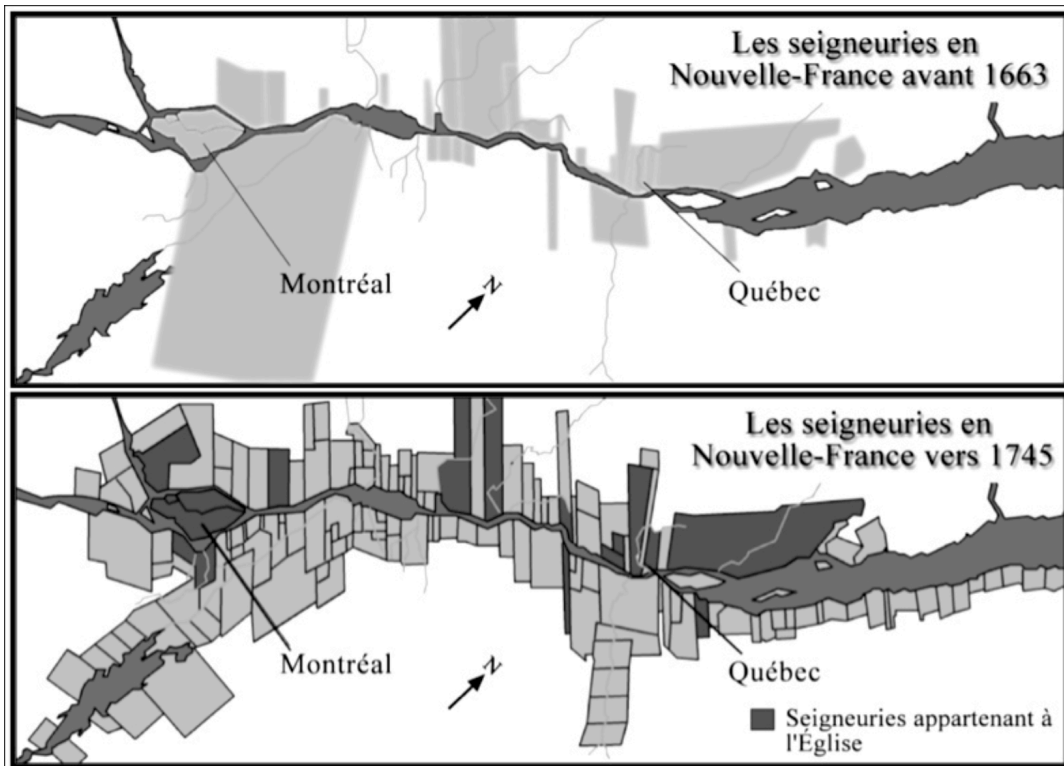 Les seigneuries en
Nouvelle-France avant 1663
Montréal
N
Québec
Les seigneuries en
Nouvelle-France vers 1745
Montréal
N
Québec
Seigneuries appartenant à
l'Église